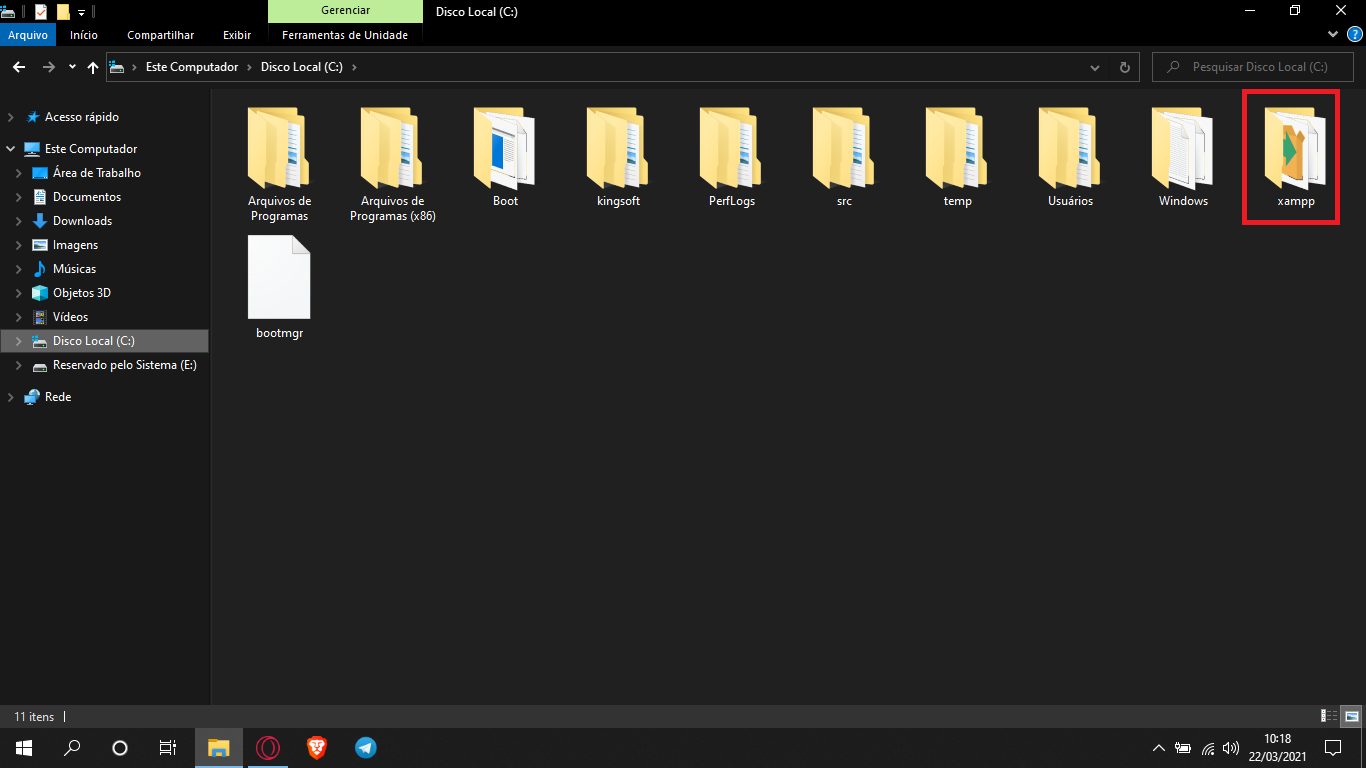 Gerenciar
Disco Local (C:)
Arquivo
Início
Compartilhar
Exibir
Ferramentas de Unidade
?
Este Computador
Disco Local (C:)
Pesquisar Disco Local (C:)
Acesso rápido
Este Computador
Área de Trabalho
Documentos
Downloads
Imagens
Músicas
Objetos 3D
Vídeos
Disco Local (C:)
Reservado pelo Sistema (E:)
Rede
Arquivos de
Programas
Arquivos de
Programas (x86)
Boot
kingsoft
PerfLogs
src
temp
Usuários
Windows
xampp
bootmgr
11 itens
10:18
22/03/2021